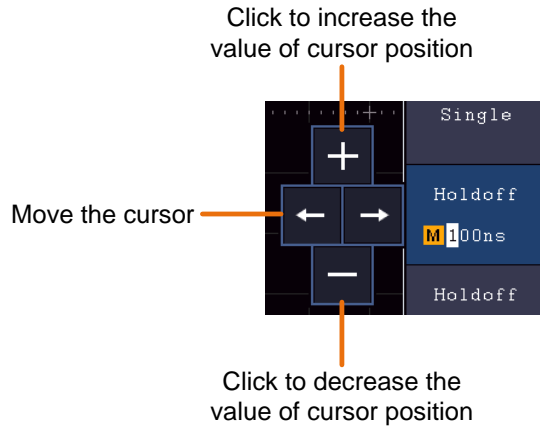 Click to increase the
value of cursor position
Single
+
Holdoff
Move the cursor
← →
M 100ns
−
Holdoff
Click to decrease the
value of cursor position